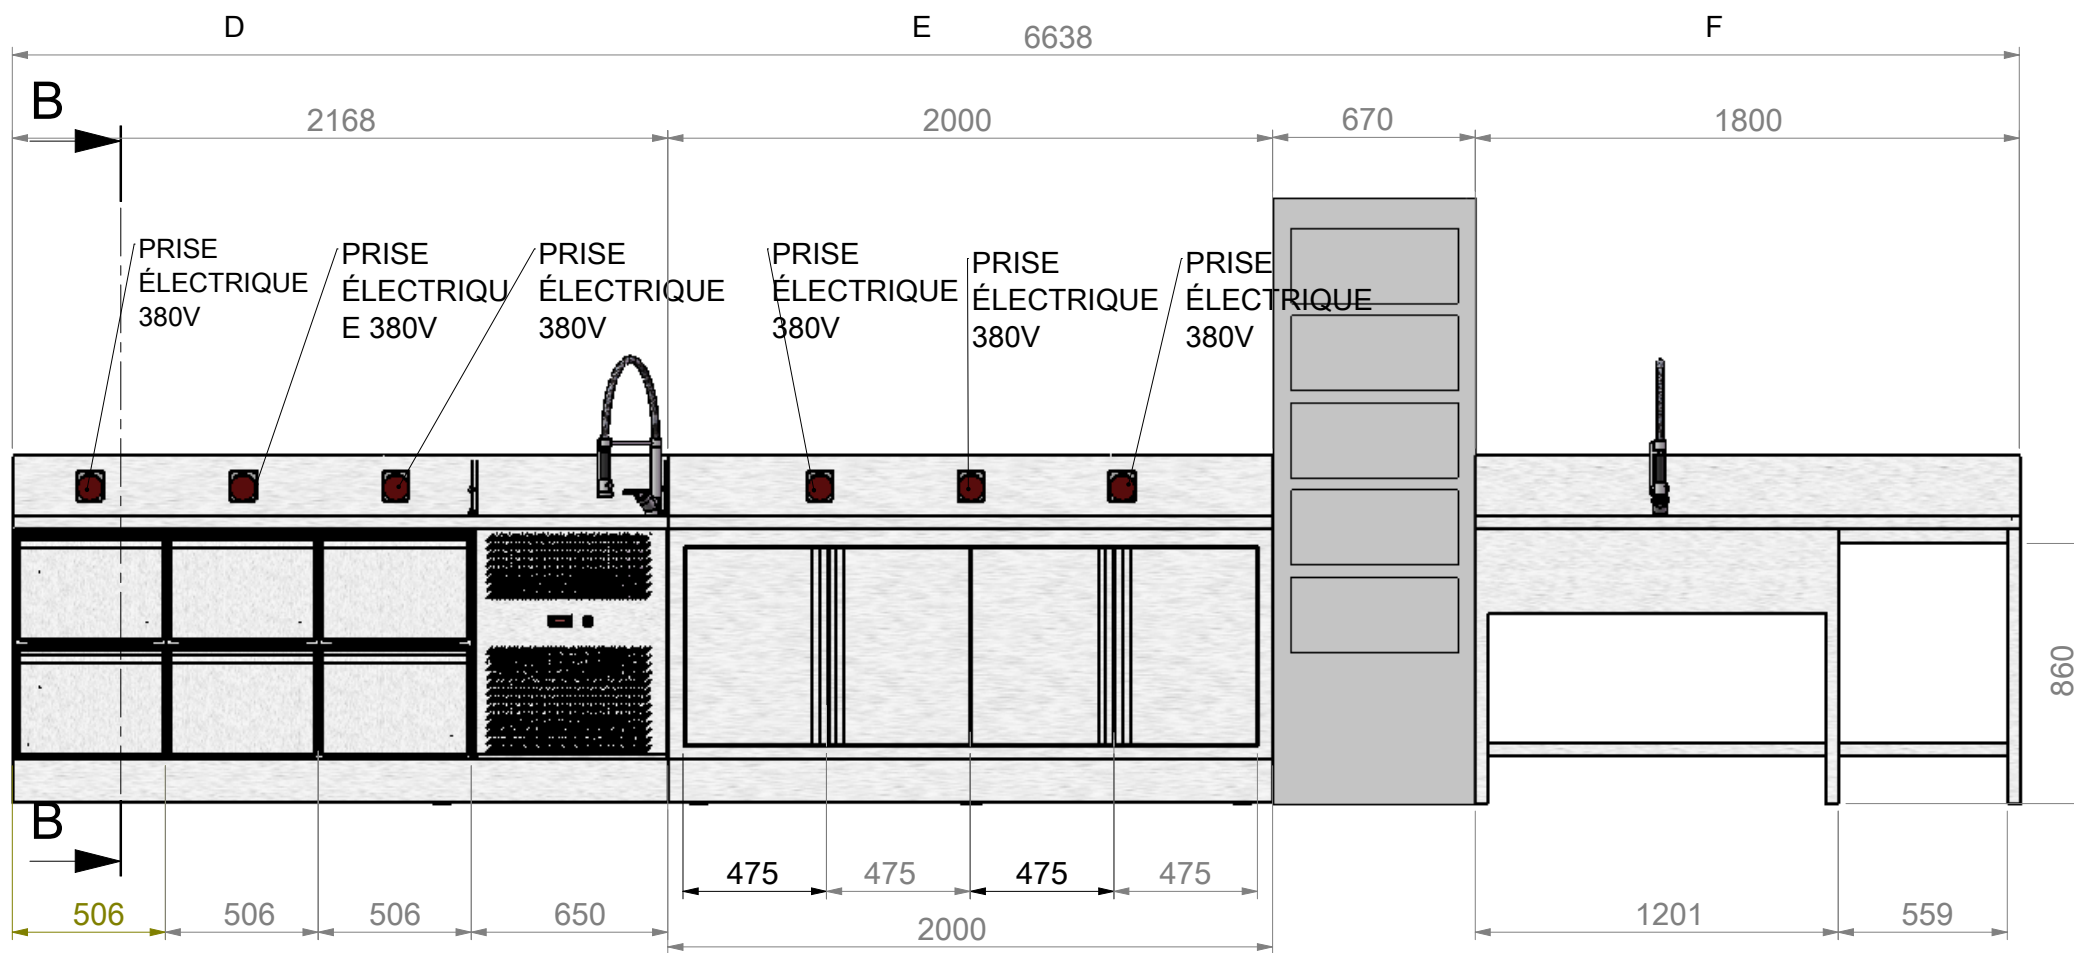 D E F
6638
B
2168 2000 670 1800
PRISE
ÉLECTRIQUE
380V
PRISE
ÉLECTRIQU
E 380V
PRISE
ÉLECTRIQUE
380V
PRISE
ÉLECTRIQUE
380V
PRISE
ÉLECTRIQUE
380V
PRISE
ÉLECTRIQUE
380V
860
B
475 475 475 475
506 506 506 650 2000 1201 559